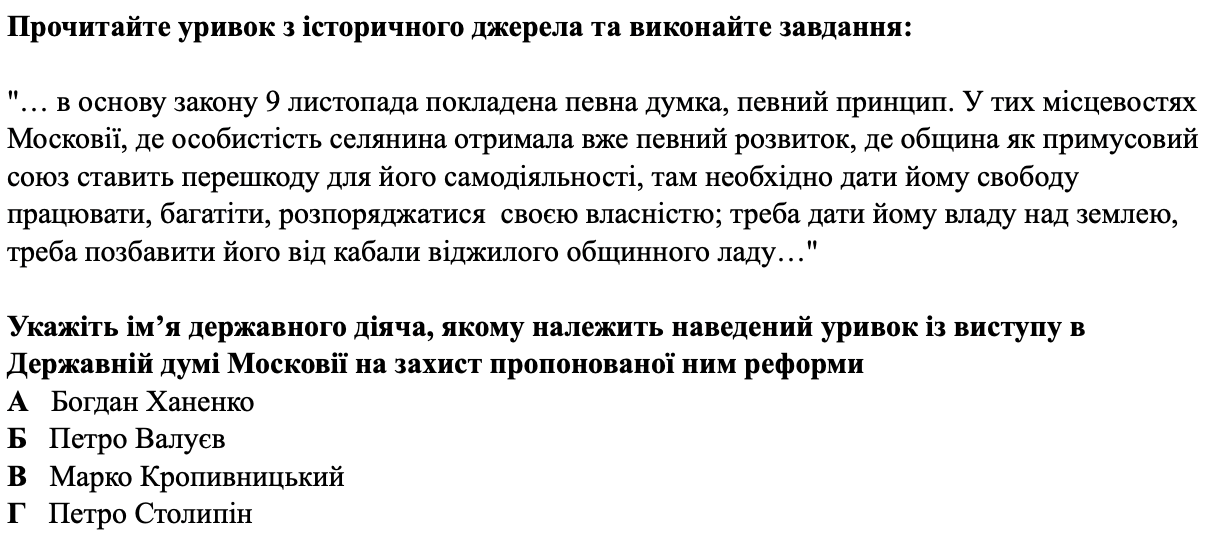 Прочитайте уривок з історичного джерела та виконайте завдання:
"… в основу закону 9 листопада покладена певна думка, певний принцип. У тих місцевостях
Московії, де особистість селянина отримала вже певний розвиток, де община як примусовий
союз ставить перешкоду для його самодіяльності, там необхідно дати йому свободу
працювати, багатіти, розпоряджатися своєю власністю; треба дати йому владу над землею,
треба позбавити його від кабали віджилого общинного ладу…"
Укажіть ім’я державного діяча, якому належить наведений уривок із виступу в
Державній думі Московії на захист пропонованої ним реформи
А Богдан Ханенко
Б Петро Валуєв
В Марко Кропивницький
Г Петро Столипін